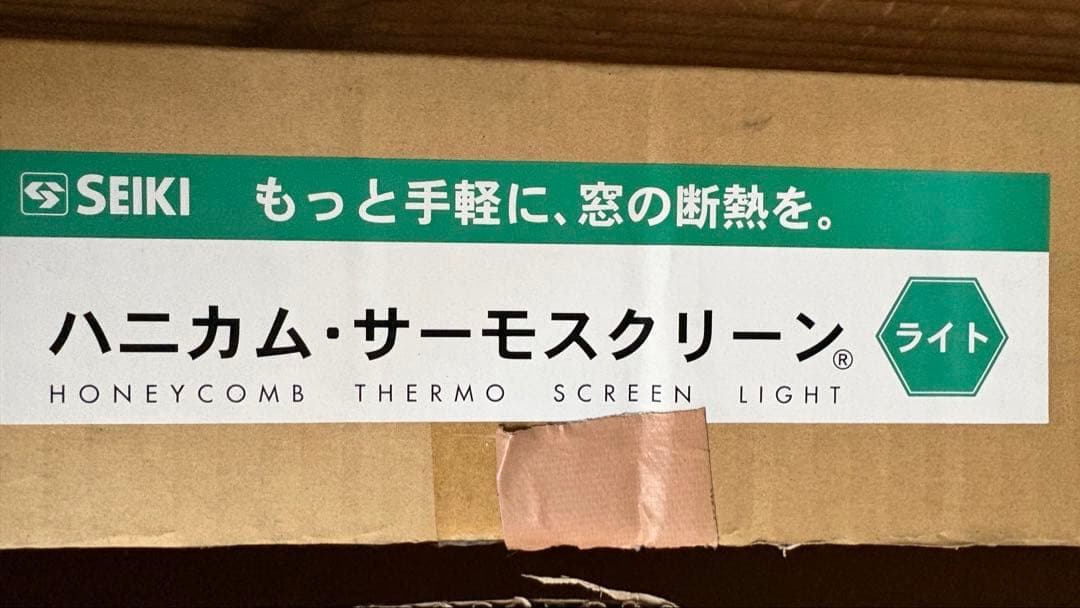 SEIKI もっと手軽に、窓の断熱を。
ハニカム・サーモスクリーン® ライト
HONEYCOMB THERMO SCREEN LIGHT